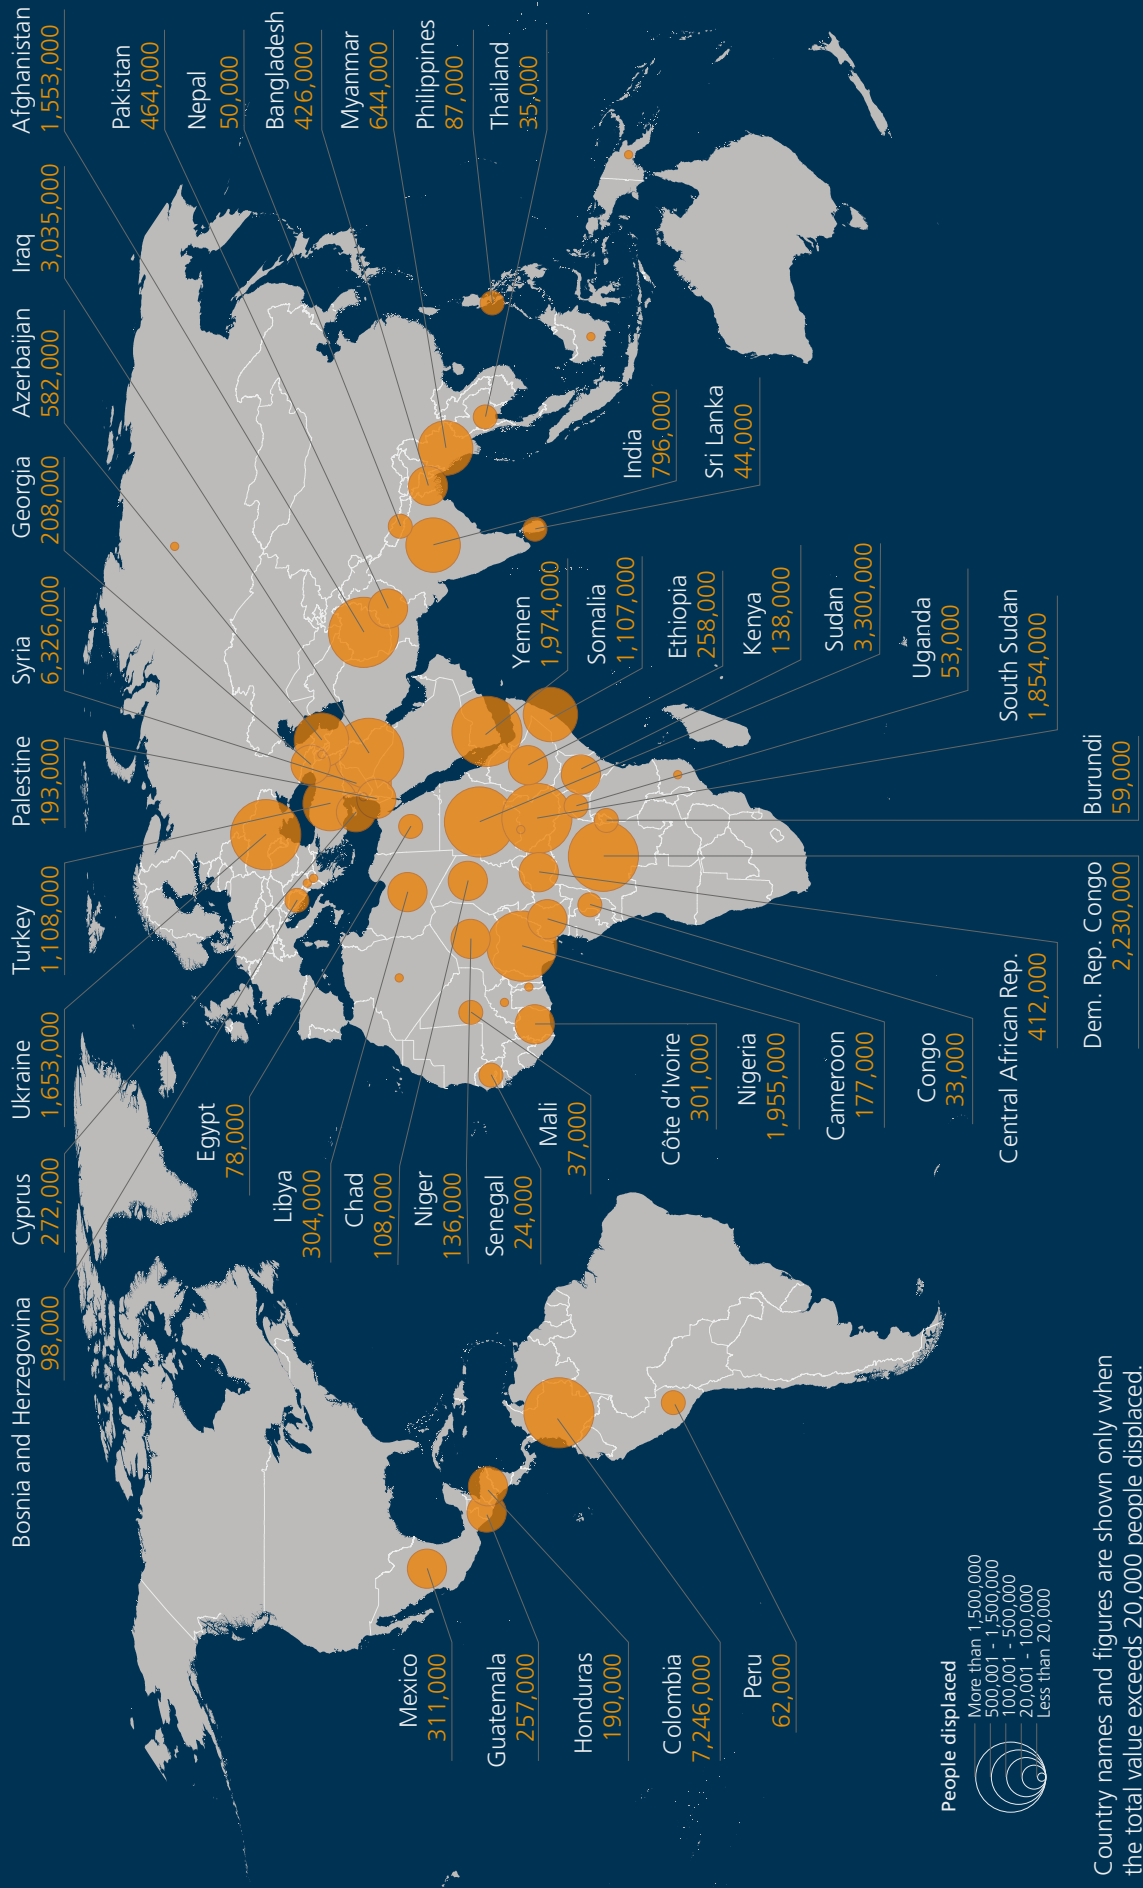 Bosnia and Herzegovina
98,000
Cyprus
272,000
Ukraine
1,653,000
Turkey
1,108,000
Palestine
193,000
Syria
6,326,000
Georgia
208,000
Azerbaijan
582,000
Iraq
3,035,000
Afghanistan
1,553,000
Pakistan
464,000
Nepal
50,000
Bangladesh
426,000
Myanmar
644,000
Philippines
87,000
Thailand
35,000
Egypt
78,000
Libya
304,000
Chad
108,000
Niger
136,000
Senegal
24,000
Mali
37,000
India
796,000
Sri Lanka
44,000
Yemen
1,974,000
Somalia
1,107,000
Ethiopia
258,000
Kenya
138,000
Sudan
3,300,000
Uganda
53,000
South Sudan
1,854,000
Burundi
59,000
Dem. Rep. Congo
2,230,000
Central African Rep.
412,000
Congo
33,000
Cameroon
177,000
Nigeria
1,955,000
Côte d'Ivoire
301,000
Mexico
311,000
Guatemala
257,000
Honduras
190,000
Colombia
7,246,000
Peru
62,000
People displaced
More than 1,500,000
500,001 - 1,500,000
100,001 - 500,000
20,001 - 100,000
Less than 20,000
Country names and figures are shown only when
the total value exceeds 20,000 people displaced.